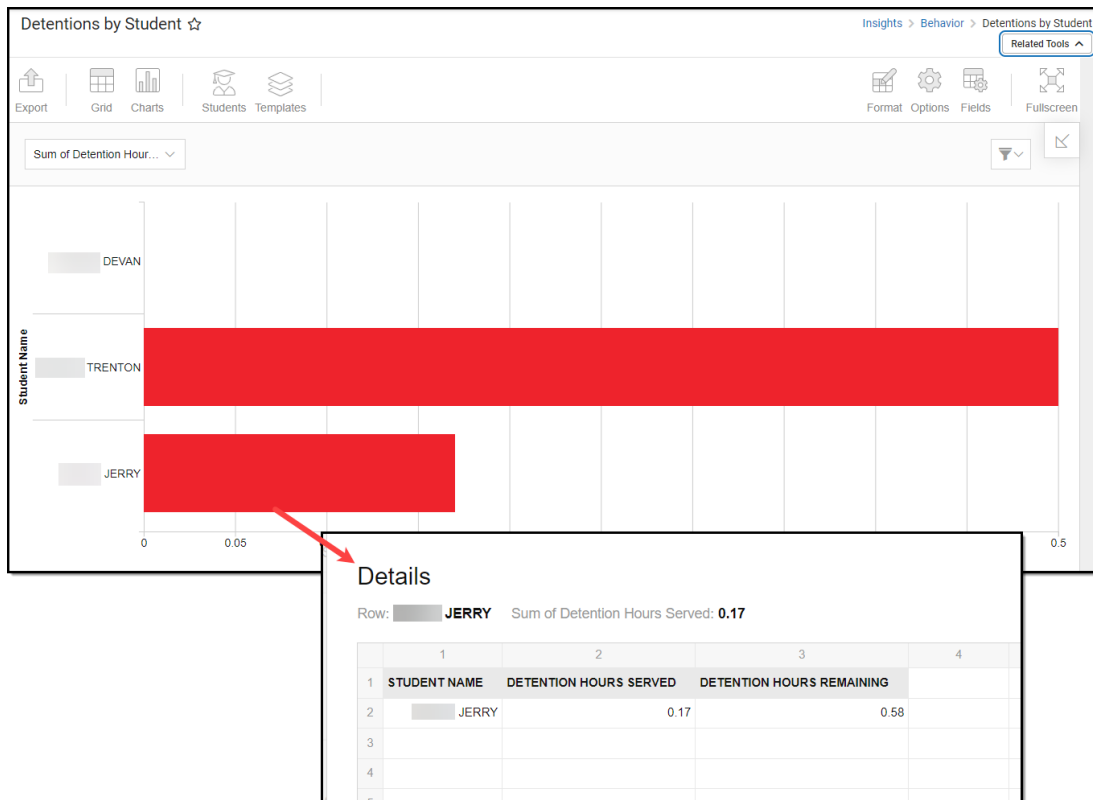 Detentions by Student
Insights > Behavior > Detentions by Student
Related Tools
Export Grid Charts Students Templates Format Options Fields Fullscreen
Sum of Detention Hour...
DEVAN
Student Name
TRENTON
JERRY
0 0.05 0.5
Details
Row: JERRY Sum of Detention Hours Served: 0.17
1 2 3 4
1 STUDENT NAME DETENTION HOURS SERVED DETENTION HOURS REMAINING
2 JERRY 0.17 0.58
3
4